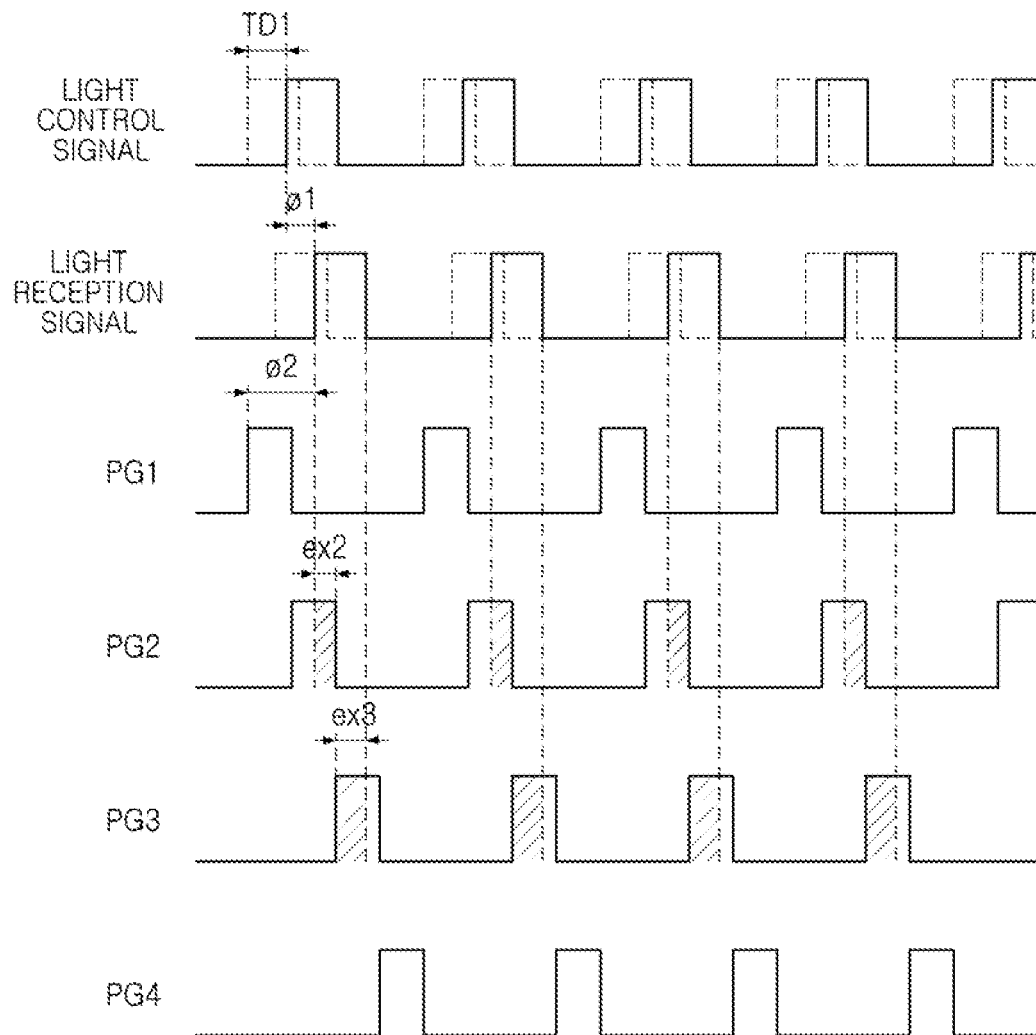 TD1
LIGHT
CONTROL
SIGNAL
ø1
LIGHT
RECEPTION
SIGNAL
ø2
PG1
ex2
PG2
ex3
PG3
PG4